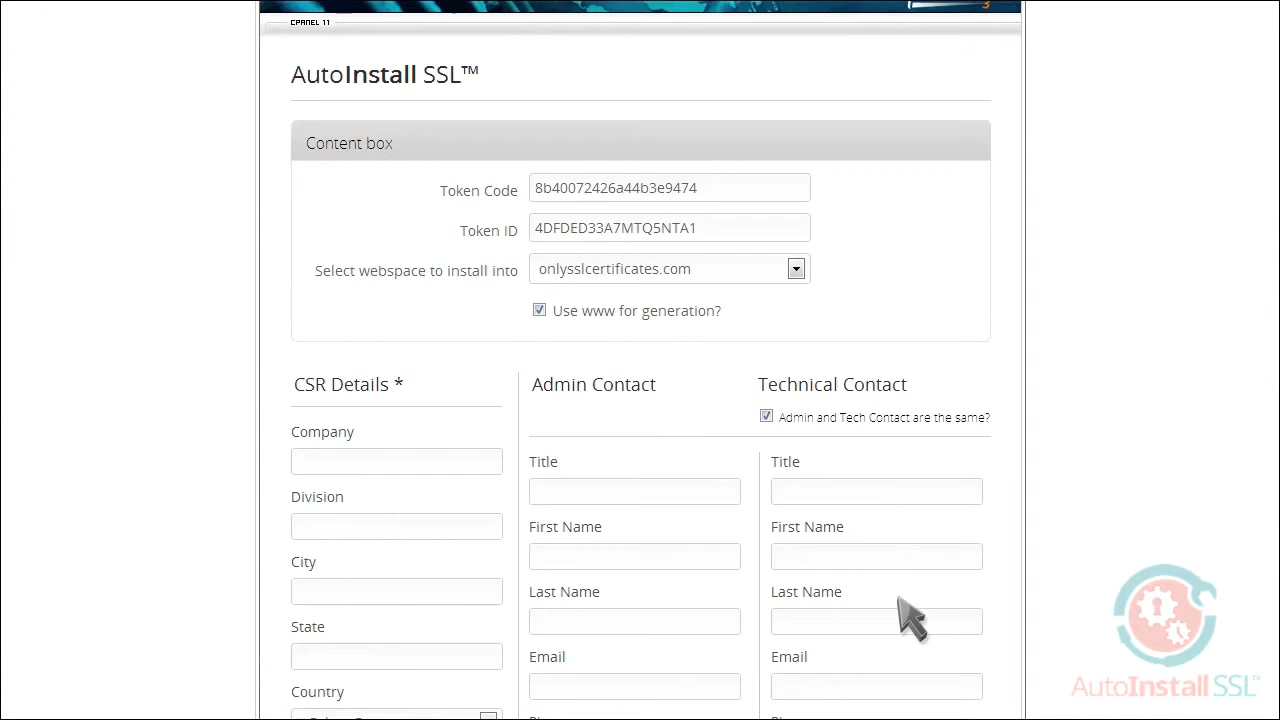 3
CPANEL 11
AutoInstall SSL™
Content box
Token Code 8b40072426a44b3e9474
Token ID 4DFDED33A7MTQ5NTA1
Select webspace to install into onlysslcertificates.com
Use www for generation?
CSR Details * Admin Contact Technical Contact
Admin and Tech Contact are the same?
Company
Title Title
Division
First Name First Name
City
Last Name Last Name
State
Email Email
Country
AutoInstall SSL™